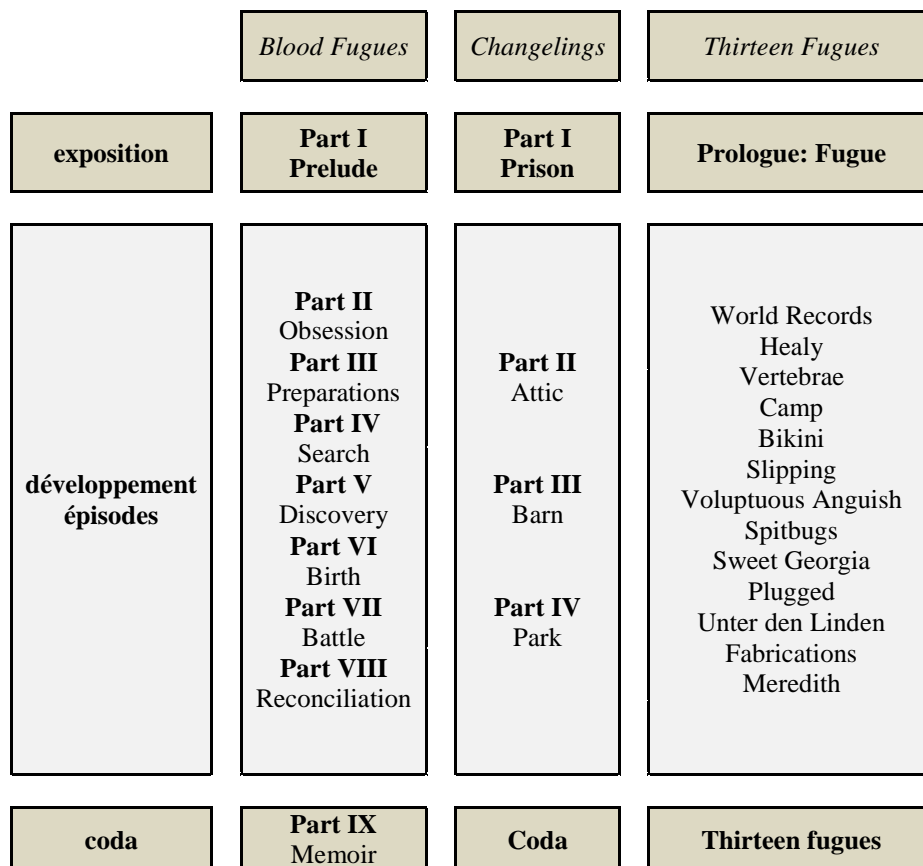 Blood Fugues
Changelings
Thirteen Fugues
exposition
Part I
Prelude
Part I
Prison
Prologue: Fugue
développement
épisodes
Part II
Obsession
Part III
Preparations
Part IV
Search
Part V
Discovery
Part VI
Birth
Part VII
Battle
Part VIII
Reconciliation
Part II
Attic
Part III
Barn
Part IV
Park
World Records
Healy
Vertebrae
Camp
Bikini
Slipping
Voluptuous Anguish
Spitbugs
Sweet Georgia
Plugged
Unter den Linden
Fabrications
Meredith
coda
Part IX
Memoir
Coda
Thirteen fugues